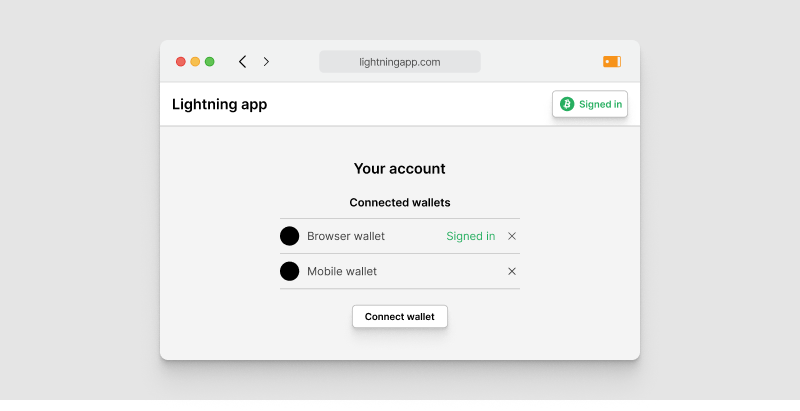 lightningapp.com
Lightning app
Signed in
Your account
Connected wallets
Browser wallet Signed in
Mobile wallet
Connect wallet